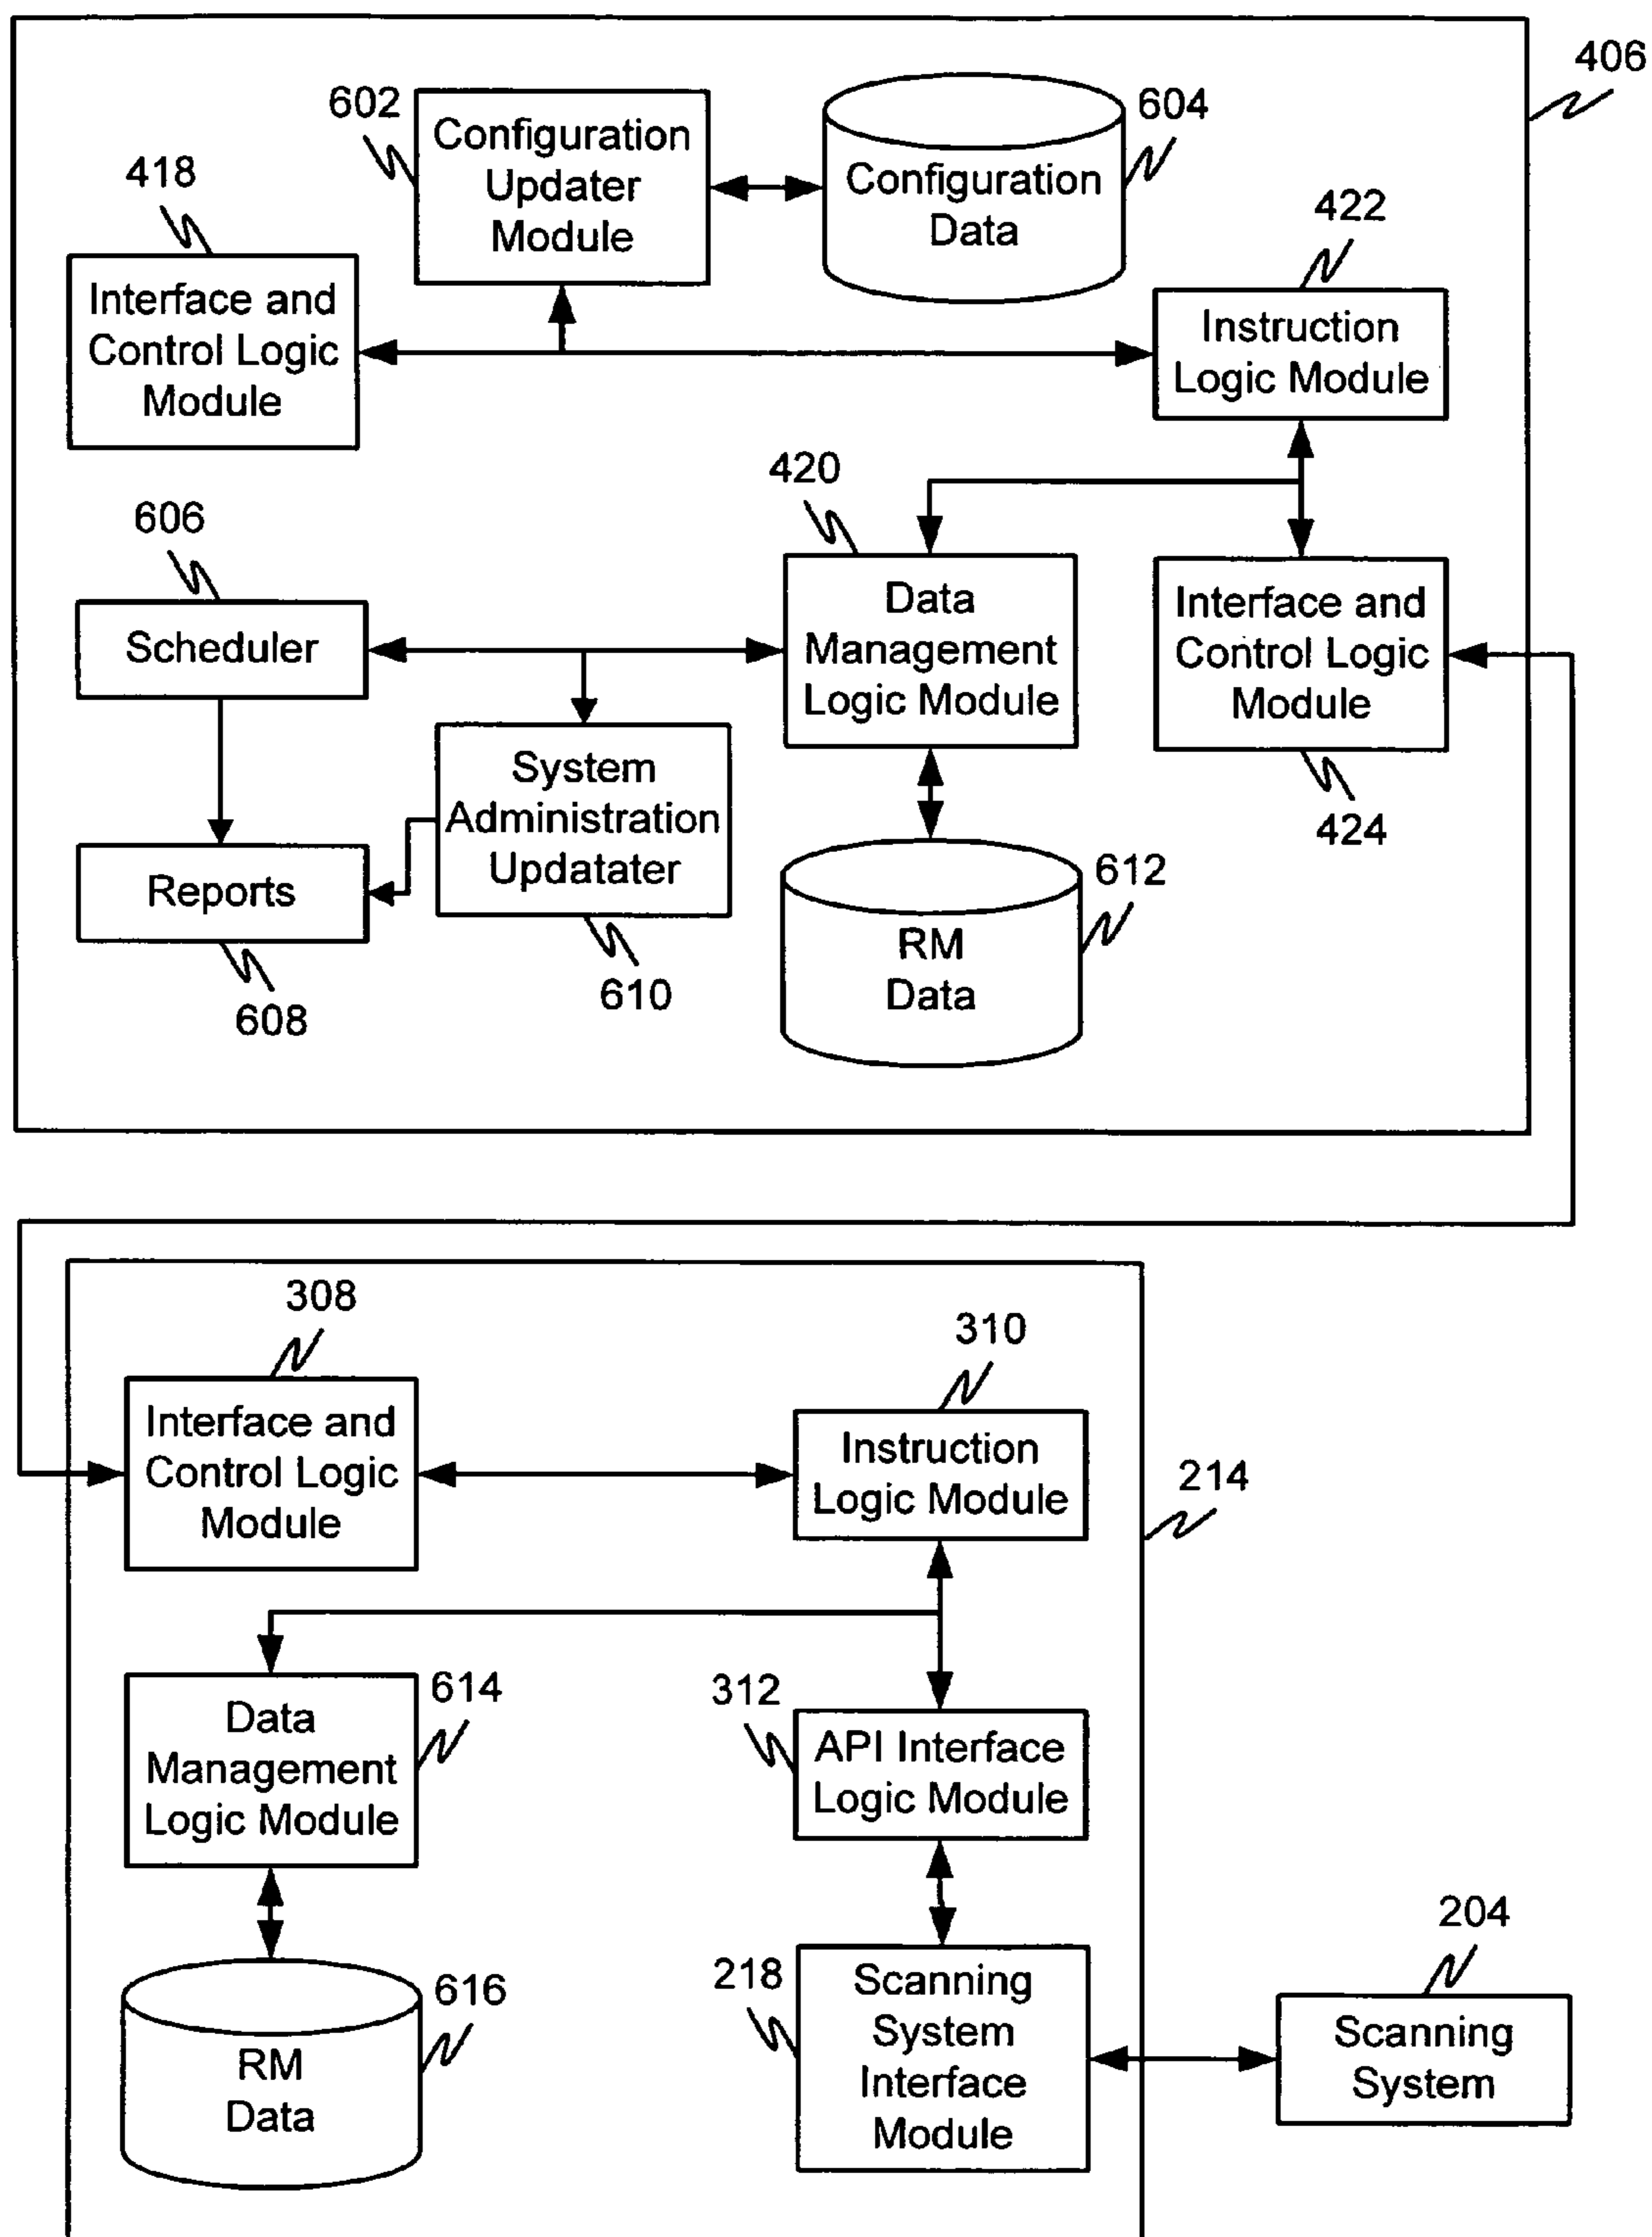 406
602
Configuration
Updater
Module
604
Configuration
Data
418
Interface and
Control Logic
Module
422
Instruction
Logic Module
420
Data
Management
Logic Module
606
Scheduler
Interface and
Control Logic
Module
424
System
Administration
Updatater
610
Reports
608
612
RM
Data
308
Interface and
Control Logic
Module
310
Instruction
Logic Module
214
614
Data
Management
Logic Module
312
API Interface
Logic Module
616
RM
Data
218
Scanning
System
Interface
Module
204
Scanning
System